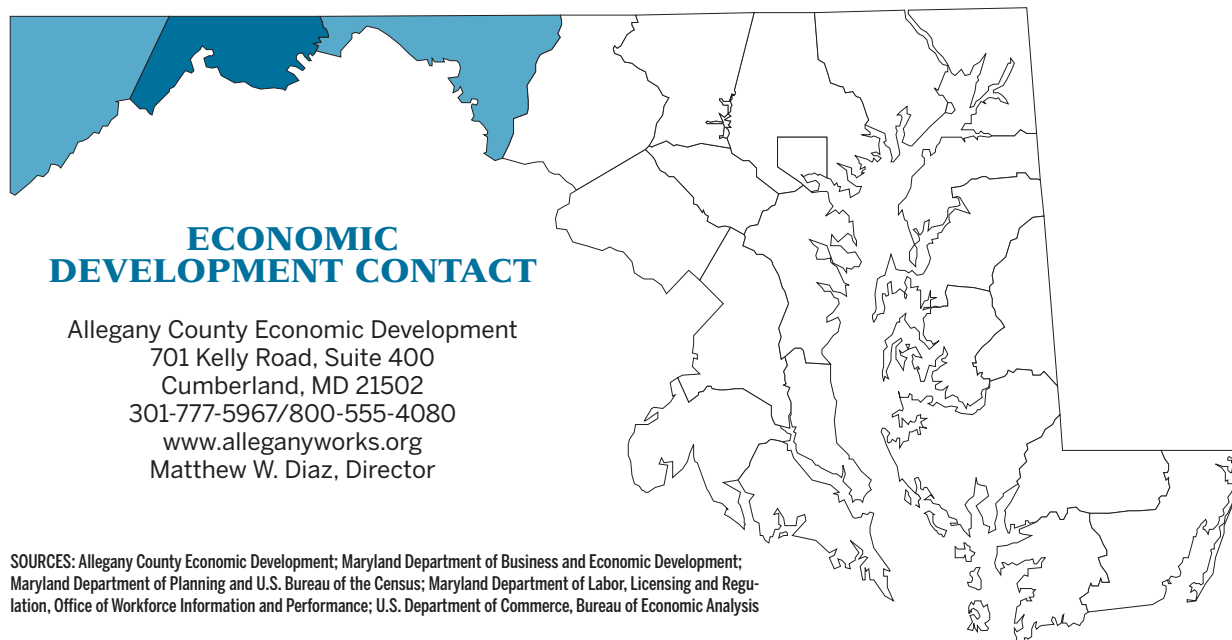 ECONOMIC
DEVELOPMENT CONTACT
Allegany County Economic Development
701 Kelly Road, Suite 400
Cumberland, MD 21502
301-777-5967/800-555-4080
www.alleganyworks.org
Matthew W. Diaz, Director
SOURCES: Allegany County Economic Development; Maryland Department of Business and Economic Development;
Maryland Department of Planning and U.S. Bureau of the Census; Maryland Department of Labor, Licensing and Regu-
lation, Office of Workforce Information and Performance; U.S. Department of Commerce, Bureau of Economic Analysis